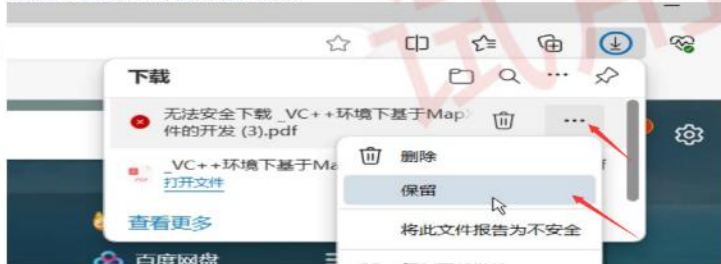 下载
无法安全下载 _VC++环境下基于Map
件的开发 (3).pdf
删除
_VC++环境下基于Ma
打开文件
保留
查看更多
将此文件报告为不安全
百度网盘